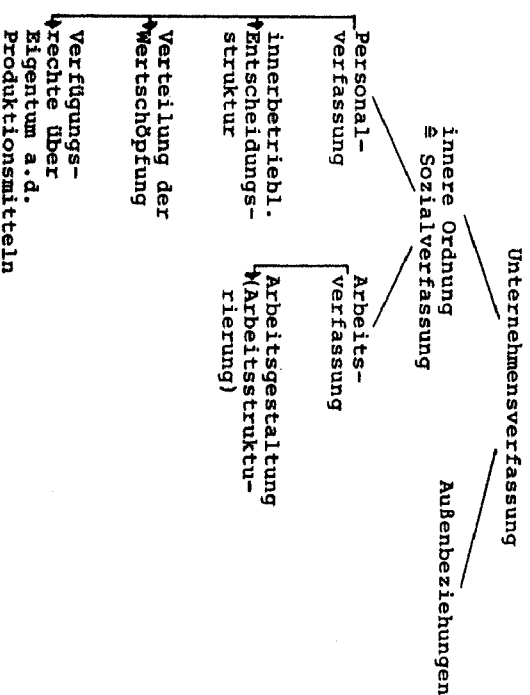 Unternehmensverfassung
innere Ordnung
≙ Sozialverfassung
Außenbeziehungen
Personal-
verfassung
innerbetriebl.
Entscheidungs-
struktur
Verteilung der
Wertschöpfung
Verfügungs-
rechte über
Eigentum a.d.
Produktionsmitteln
Arbeits-
verfassung
Arbeitsgestaltung
(Arbeitsstruktu-
rierung)